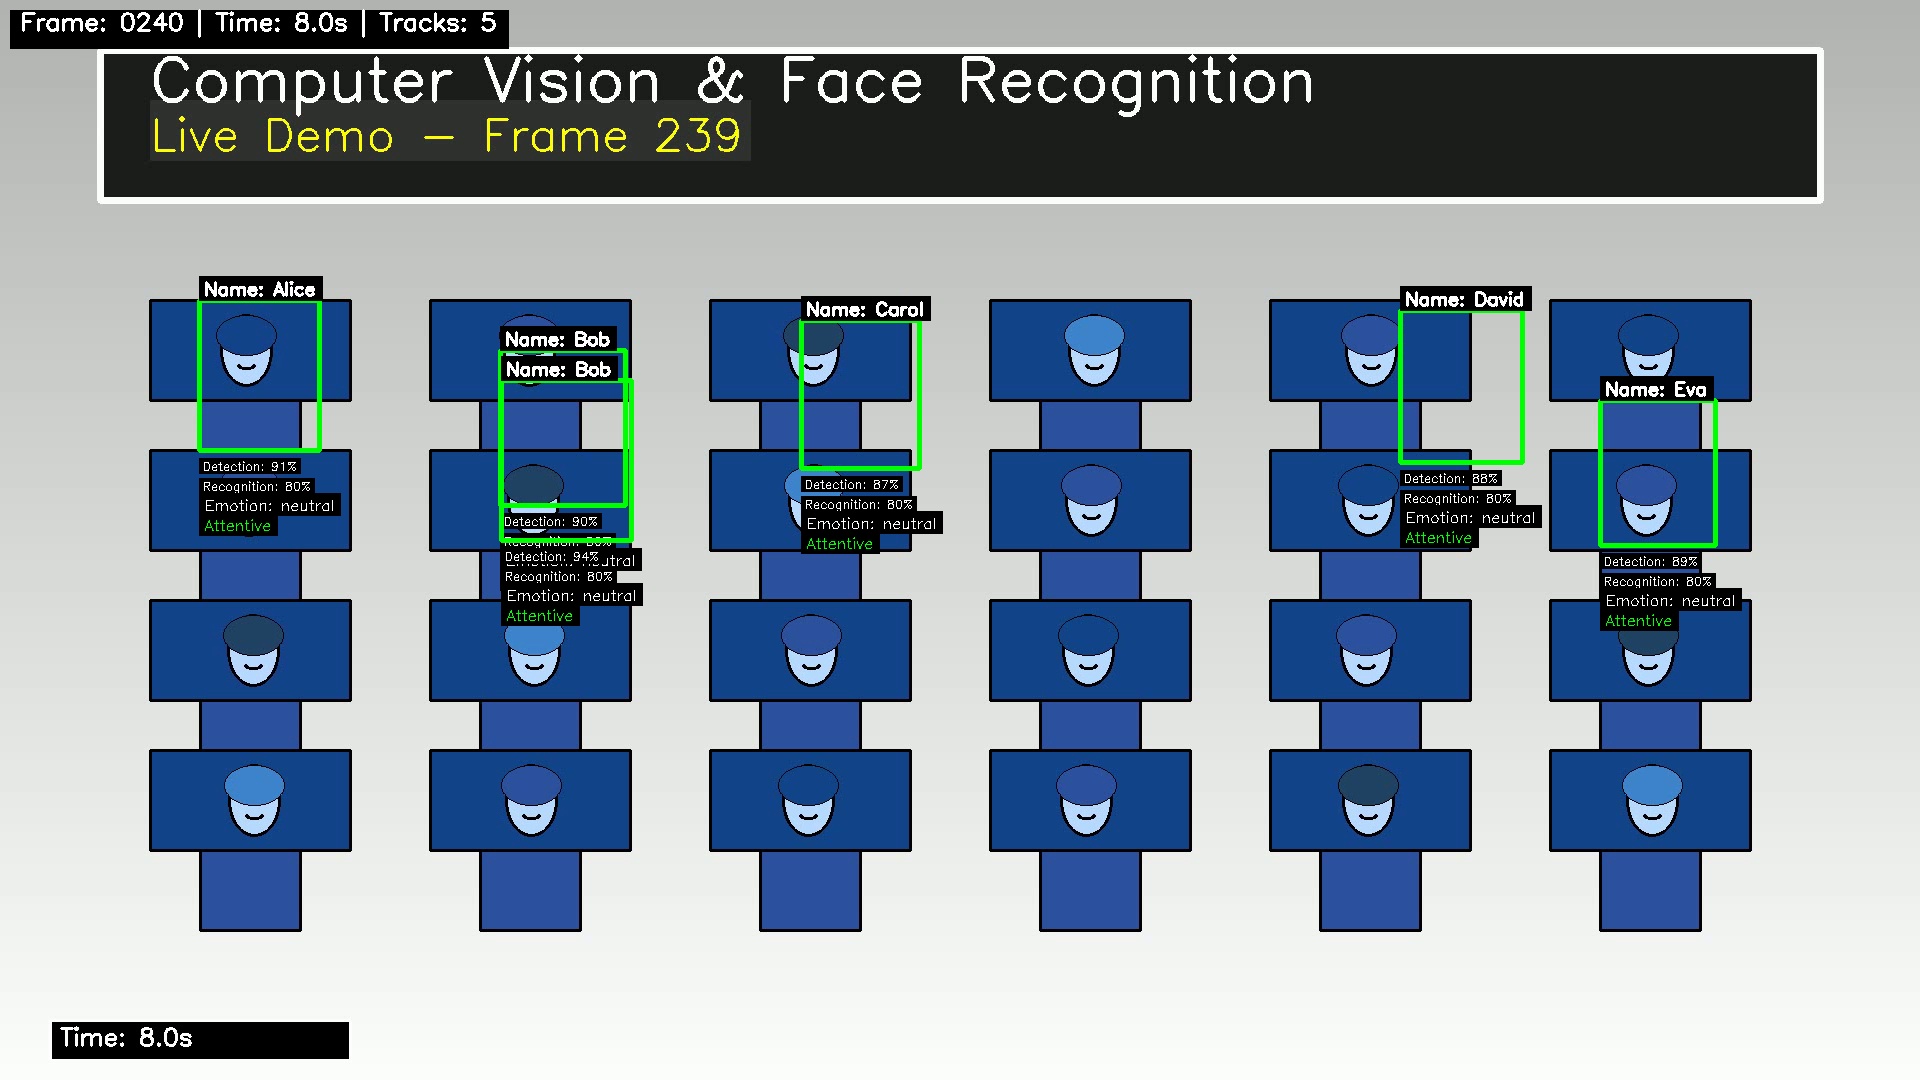 Frame: 0240 | Time: 8.0s | Tracks: 5
Computer Vision & Face Recognition
Live Demo - Frame 239
Name: Alice
Detection: 91%
Recognition: 80%
Emotion: neutral
Attentive
Name: Bob
Name: Bob
Detection: 90%
Detection: 94%
Recognition: 80%
Emotion: neutral
Attentive
Name: Carol
Detection: 87%
Recognition: 80%
Emotion: neutral
Attentive
Name: David
Detection: 88%
Recognition: 80%
Emotion: neutral
Attentive
Name: Eva
Detection: 89%
Recognition: 80%
Emotion: neutral
Attentive
Time: 8.0s